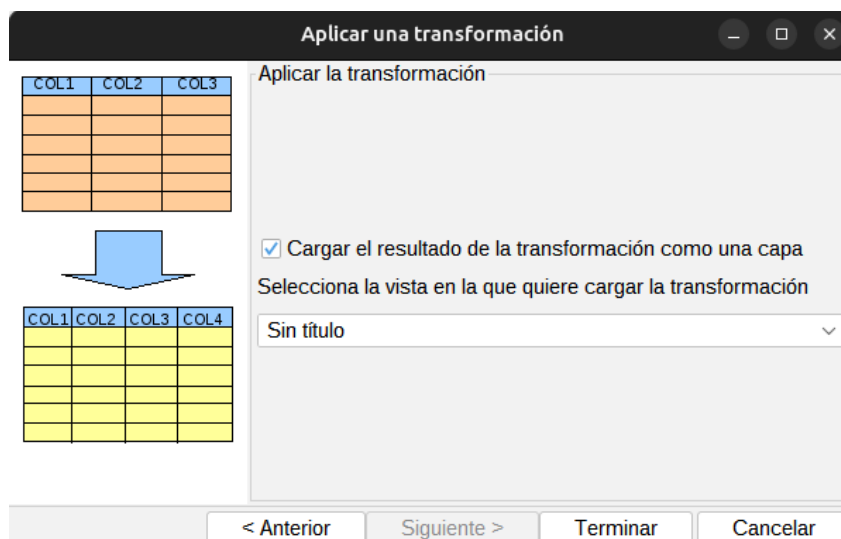 Aplicar una transformación
COL1 COL2 COL3
COL1 COL2 COL3 COL4
Aplicar la transformación
Cargar el resultado de la transformación como una capa
Selecciona la vista en la que quiere cargar la transformación
Sin título
< Anterior Siguiente > Terminar Cancelar